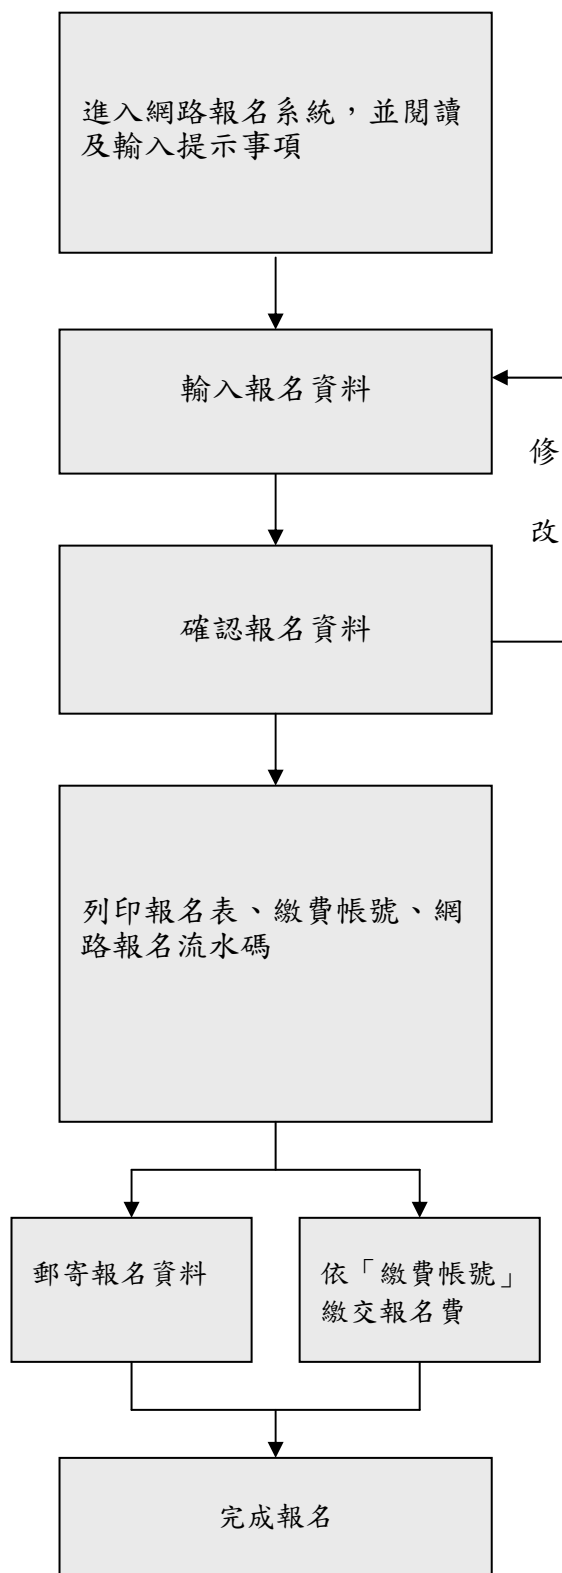 進入網路報名系統，並閱讀
及輸入提示事項
輸入報名資料
修
改
確認報名資料
列印報名表、繳費帳號、網
路報名流水碼
郵寄報名資料
依「繳費帳號」
繳交報名費
完成報名